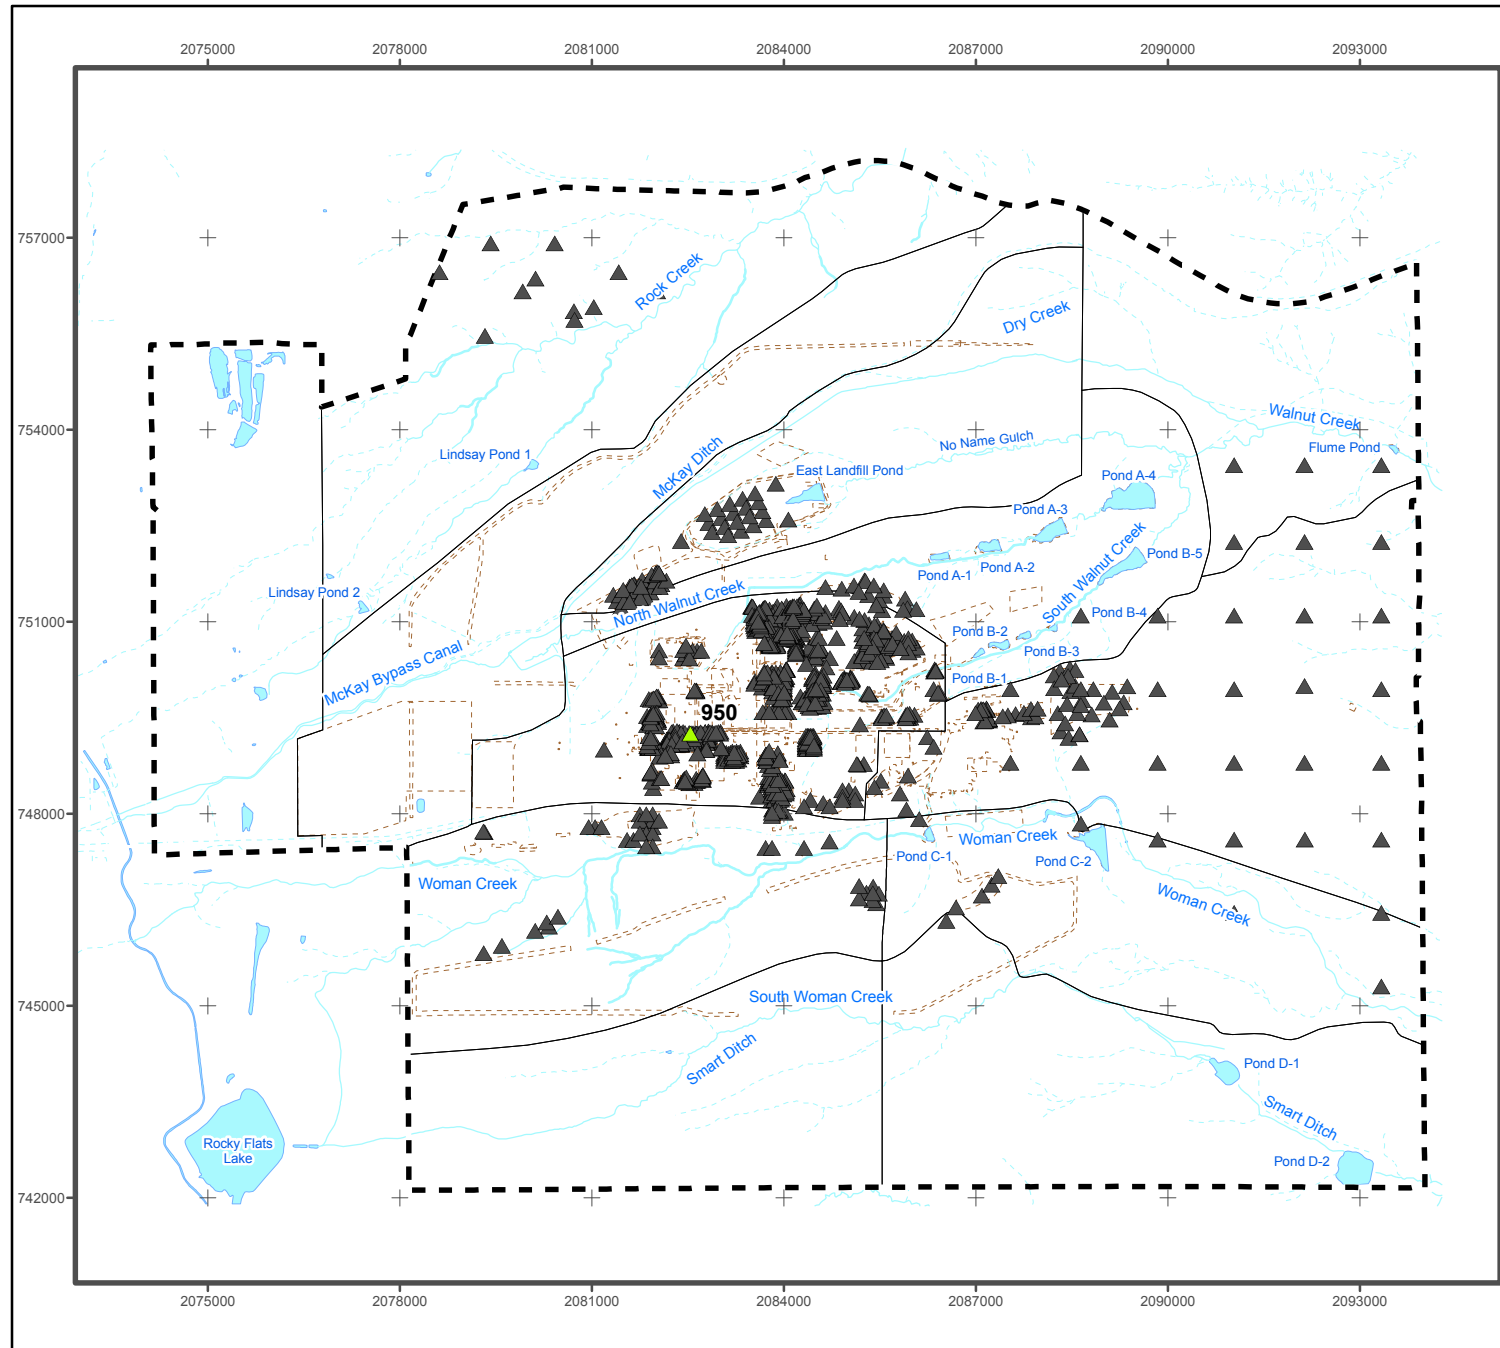 2075000 2078000 2081000 2084000 2087000 2090000 2093000
757000
Rock Creek
Dry Creek
754000
Walnut Creek
Flume Pond
No Name Gulch
Lindsay Pond 1
McKay Ditch
East Landfill Pond
Pond A-4
Pond A-3
Pond B-5
Pond A-2
Pond A-1
South Walnut Creek
Lindsay Pond 2
North Walnut Creek
751000
Pond B-4
Pond B-2
Pond B-3
McKay Bypass Canal
Pond B-1
950
748000
Woman Creek
Pond C-1
Pond C-2
Woman Creek
Woman Creek
745000
South Woman Creek
Smart Ditch
Pond D-1
Smart Ditch
Rocky Flats
Lake
Pond D-2
742000
2075000 2078000 2081000 2084000 2087000 2090000 2093000